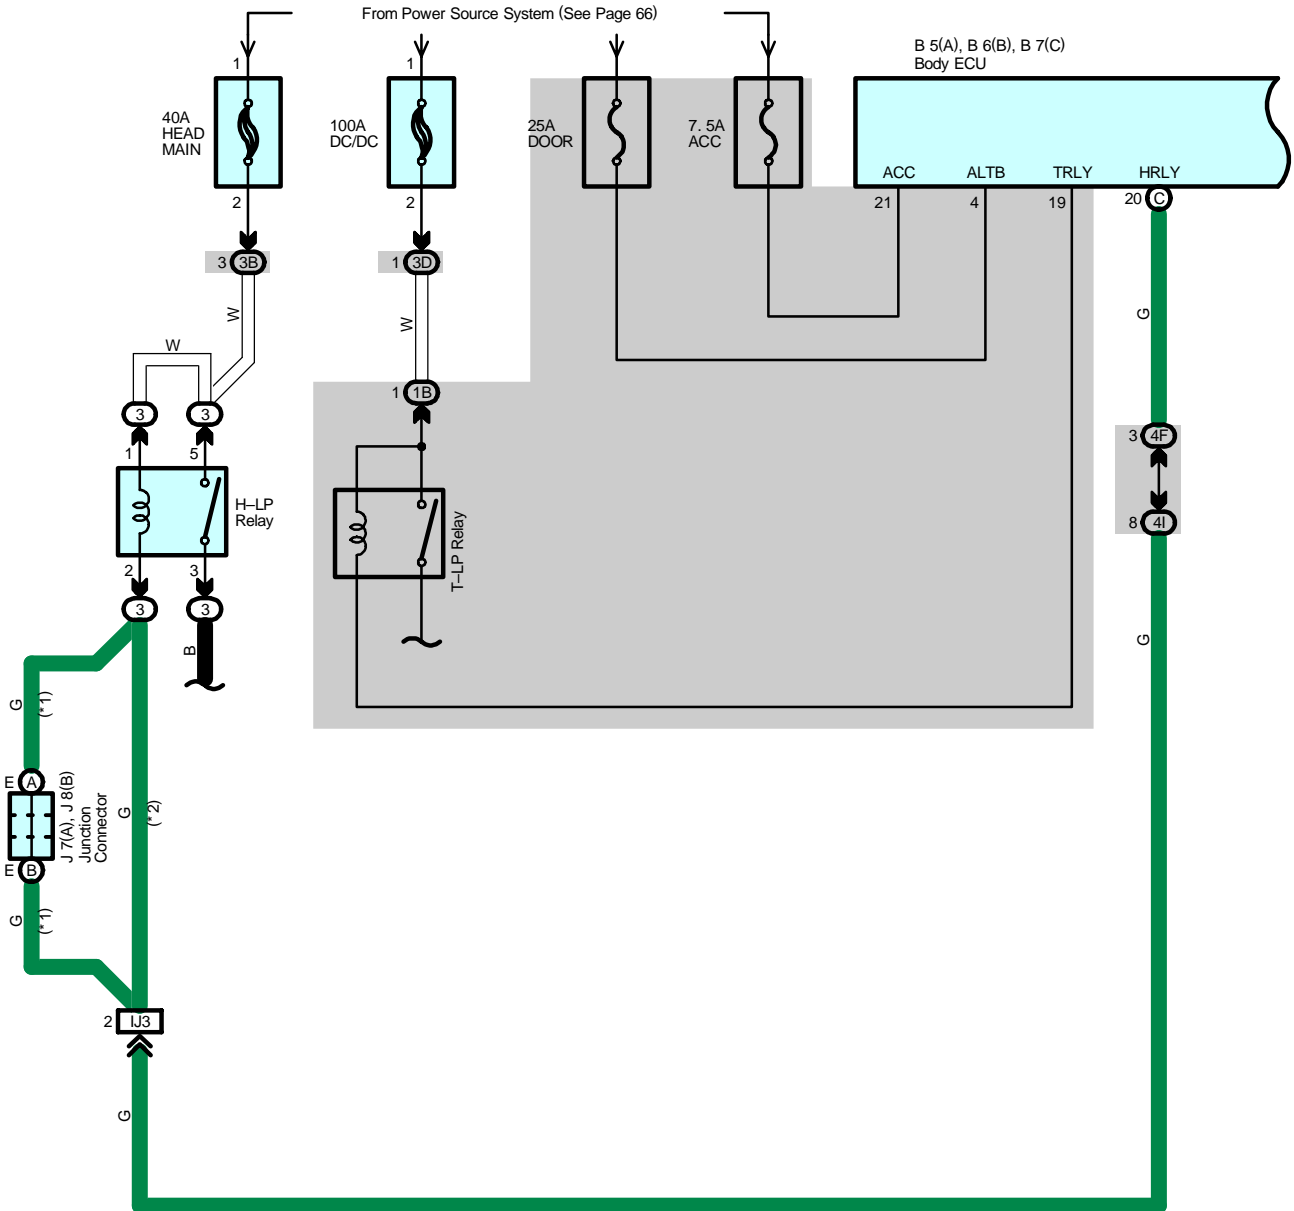 From Power Source System (See Page 66)
B 5(A), B 6(B), B 7(C)
Body ECU
1
1
40A
HEAD
MAIN
100A
DC/DC
25A
DOOR
7. 5A
ACC
ACC
ALTB
TRLY
HRLY
2
2
21
4
19
20
C
3
3B
1
3D
W
W
G
W
1
1B
3
3
3
4F
1
5
H–LP
Relay
T–LP Relay
8
4I
2
3
3
3
B
G
G
(*1)
E
A
J 7(A), J 8(B)
Junction
Connector
G
(*2)
E
B
G
(*1)
2
IJ3
G